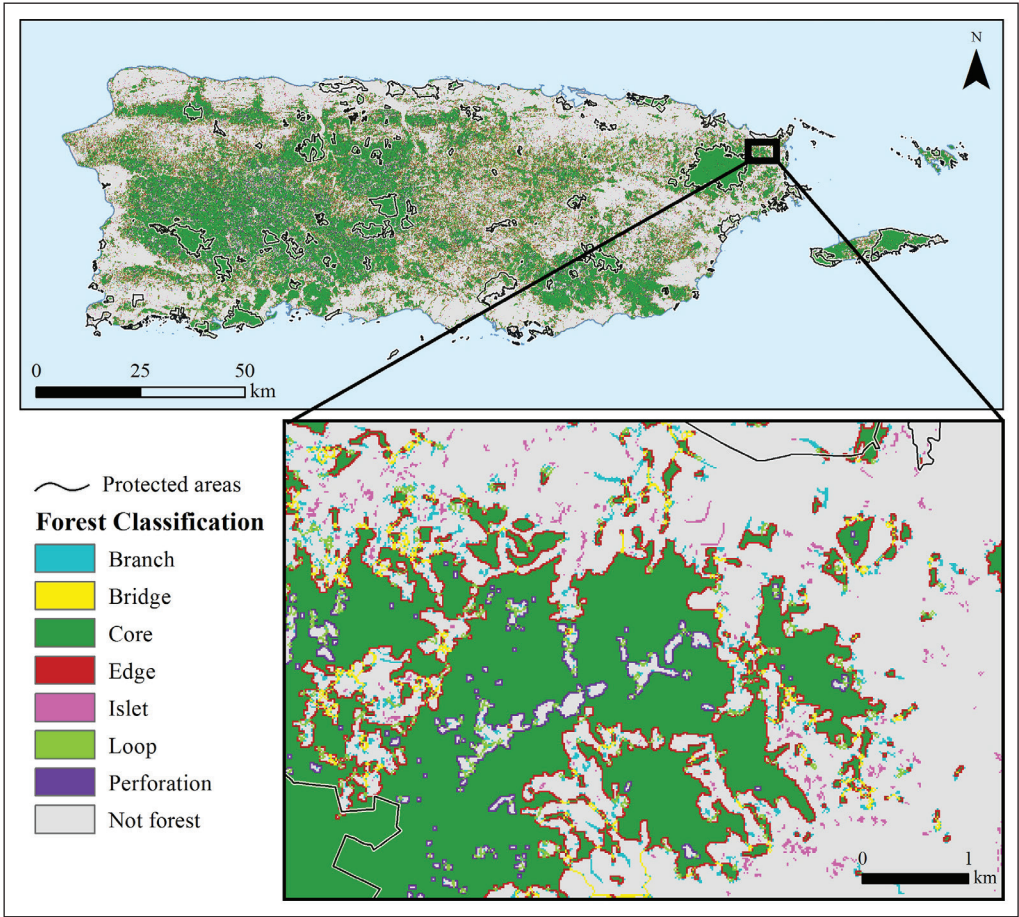 N
0 25 50
km
Protected areas
Forest Classification
Branch
Bridge
Core
Edge
Islet
Loop
Perforation
Not forest
0 1
km